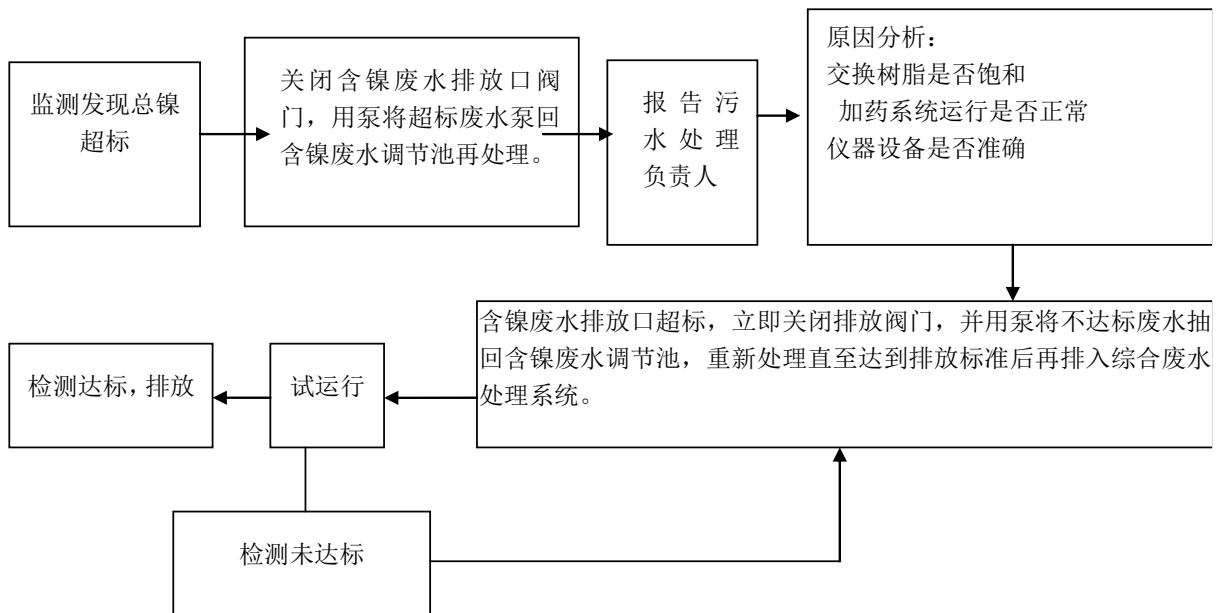 监测发现总镍
超标
关闭含镍废水排放口阀
门，用泵将超标废水泵回
含镍废水调节池再处理。
报告污
水处理
负责人
原因分析：
交换树脂是否饱和
加药系统运行是否正常
仪器设备是否准确
含镍废水排放口超标，立即关闭排放阀门，并用泵将不达标废水抽
回含镍废水调节池，重新处理直至达到排放标准后再排入综合废水
处理系统。
试运行
检测达标，排放
检测未达标